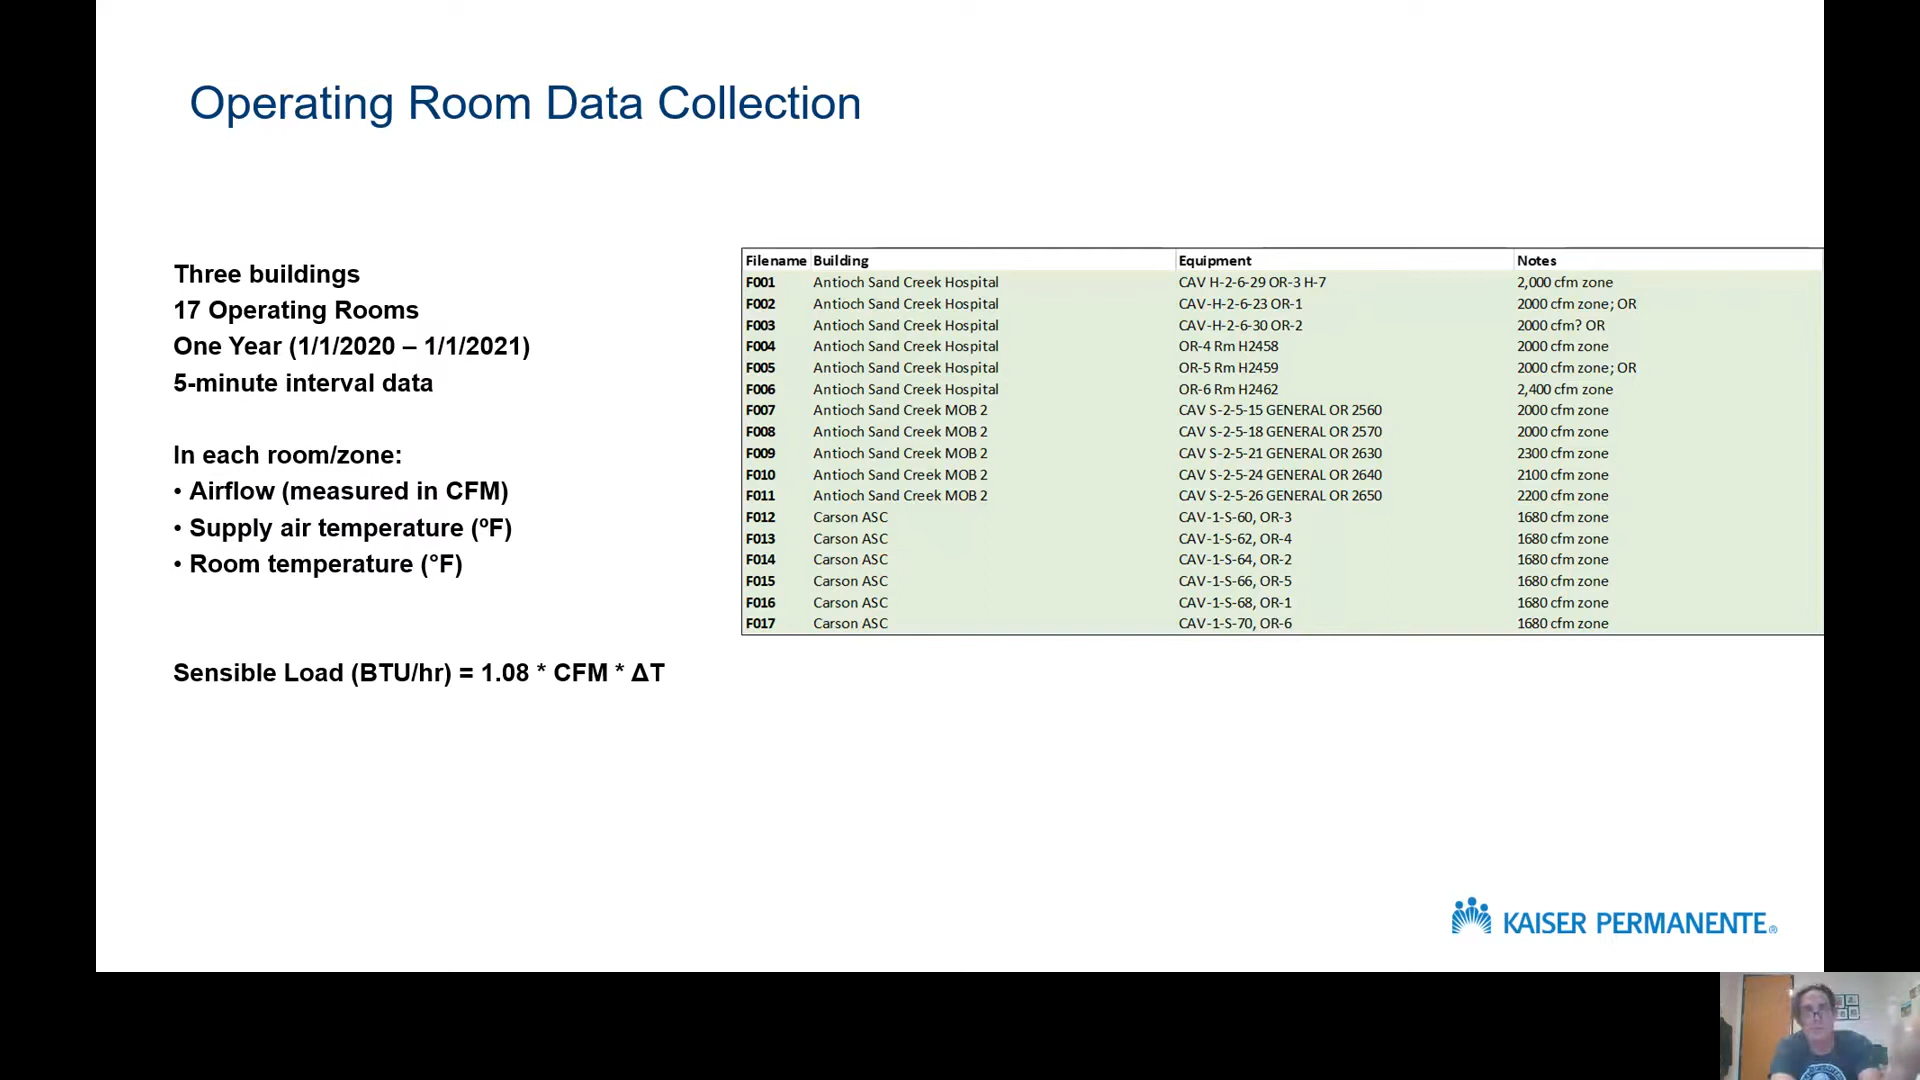 Operating Room Data Collection
Three buildings
17 Operating Rooms
One Year (1/1/2020 – 1/1/2021)
5-minute interval data
In each room/zone:
• Airflow (measured in CFM)
• Supply air temperature (ºF)
• Room temperature (°F)
Sensible Load (BTU/hr) = 1.08 * CFM * ΔT
Filename Building Equipment Notes
F001 Antioch Sand Creek Hospital CAV H-2-6-29 OR-3 H-7 2,000 cfm zone
F002 Antioch Sand Creek Hospital CAV-H-2-6-23 OR-1 2000 cfm zone; OR
F003 Antioch Sand Creek Hospital CAV-H-2-6-30 OR-2 2000 cfm? OR
F004 Antioch Sand Creek Hospital OR-4 Rm H2458 2000 cfm zone
F005 Antioch Sand Creek Hospital OR-5 Rm H2459 2000 cfm zone; OR
F006 Antioch Sand Creek Hospital OR-6 Rm H2462 2,400 cfm zone
F007 Antioch Sand Creek MOB 2 CAV S-2-5-15 GENERAL OR 2560 2000 cfm zone
F008 Antioch Sand Creek MOB 2 CAV S-2-5-18 GENERAL OR 2570 2000 cfm zone
F009 Antioch Sand Creek MOB 2 CAV S-2-5-21 GENERAL OR 2630 2300 cfm zone
F010 Antioch Sand Creek MOB 2 CAV S-2-5-24 GENERAL OR 2640 2100 cfm zone
F011 Antioch Sand Creek MOB 2 CAV S-2-5-26 GENERAL OR 2650 2200 cfm zone
F012 Carson ASC CAV-1-S-60, OR-3 1680 cfm zone
F013 Carson ASC CAV-1-S-62, OR-4 1680 cfm zone
F014 Carson ASC CAV-1-S-64, OR-2 1680 cfm zone
F015 Carson ASC CAV-1-S-66, OR-5 1680 cfm zone
F016 Carson ASC CAV-1-S-68, OR-1 1680 cfm zone
F017 Carson ASC CAV-1-S-70, OR-6 1680 cfm zone
KAISER PERMANENTE®